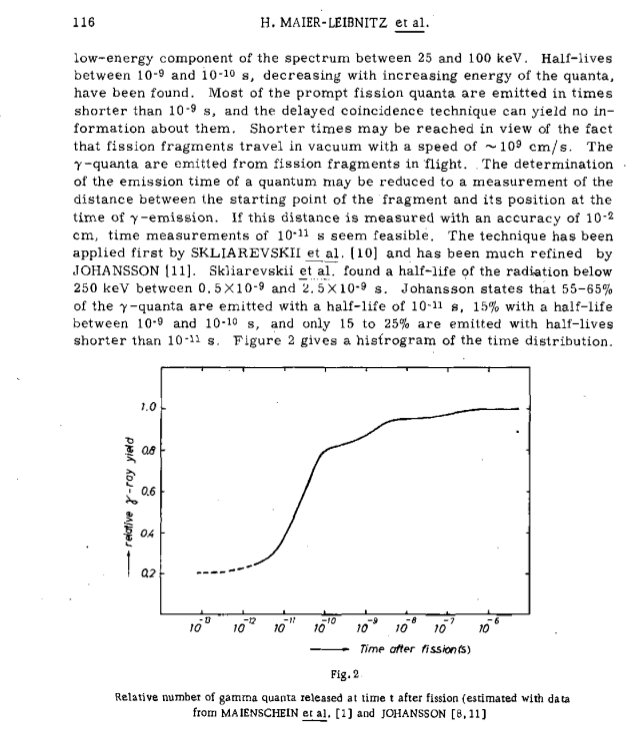 116 H. MAIER-LEIBNITZ et al.
low-energy component of the spectrum between 25 and 100 keV. Half-lives
between 10-9 and 10-10 s, decreasing with increasing energy of the quanta,
have been found. Most of the prompt fission quanta are emitted in times
shorter than 10-9 s, and the delayed coincidence technique can yield no in-
formation about them. Shorter times may be reached in view of the fact
that fission fragments travel in vacuum with a speed of ~ 10⁹ cm/s. The
γ-quanta are emitted from fission fragments in flight. The determination
of the emission time of a quantum may be reduced to a measurement of the
distance between the starting point of the fragment and its position at the
time of γ-emission. If this distance is measured with an accuracy of 10-2
cm, time measurements of 10-11 s seem feasible. The technique has been
applied first by SKLIAREVSKII et al. [10] and has been much refined by
JOHANSSON [11]. Skliarevskii et al. found a half-life of the radiation below
250 keV between 0.5×10-9 and 2.5×10-9 s. Johansson states that 55-65%
of the γ-quanta are emitted with a half-life of 10-11 s, 15% with a half-life
between 10-9 and 10-10 s, and only 15 to 25% are emitted with half-lives
shorter than 10-11 s. Figure 2 gives a histrogram of the time distribution.
relative γ-ray yield
1.0
0.8
0.6
0.4
0.2
10-13 10-12 10-11 10-10 10-9 10-8 10-7 10-6
Time after fission(s)
Fig. 2
Relative number of gamma quanta released at time t after fission (estimated with data
from MAIENSCHEIN et al. [1] and JOHANSSON [8,11]